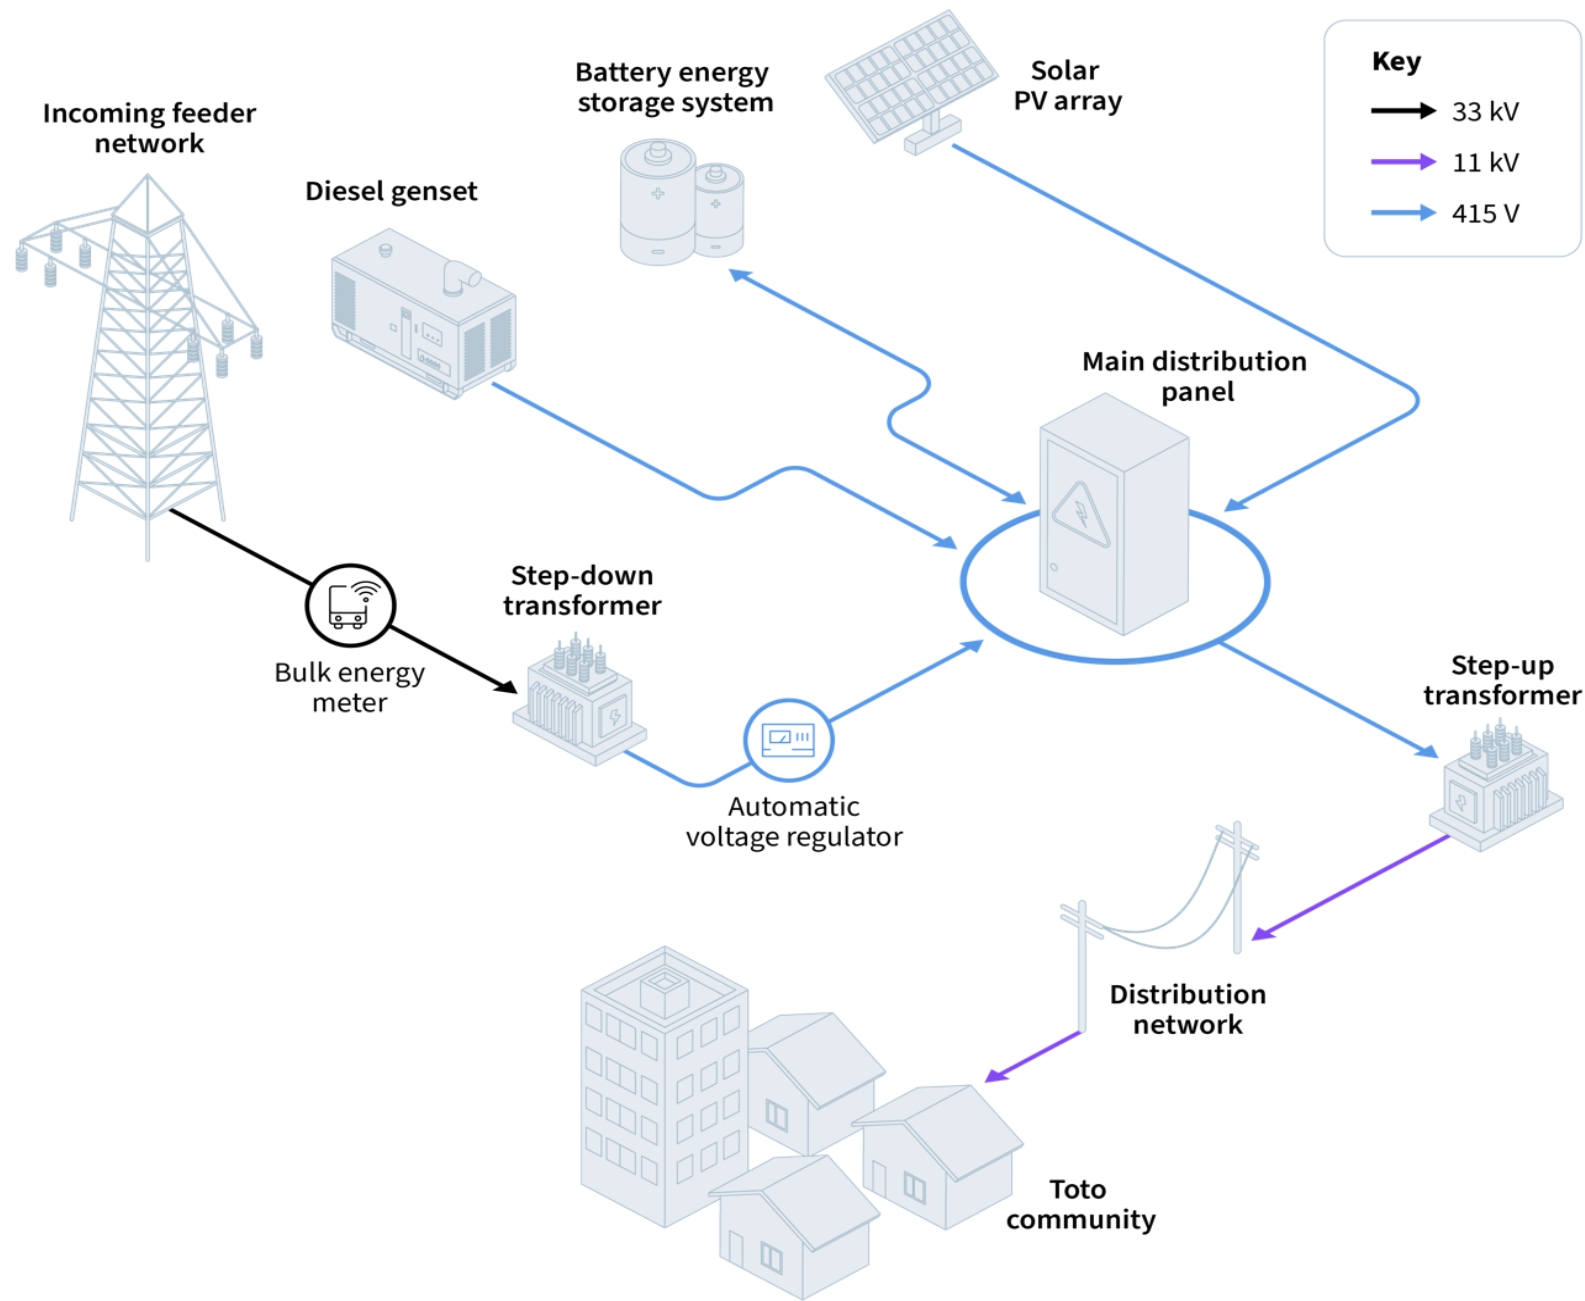 Incoming feeder
network
Diesel genset
Battery energy
storage system
Solar
PV array
Key
33 kV
11 kV
415 V
Main distribution
panel
Bulk energy
meter
Step-down
transformer
Automatic
voltage regulator
Step-up
transformer
Distribution
network
Toto
community